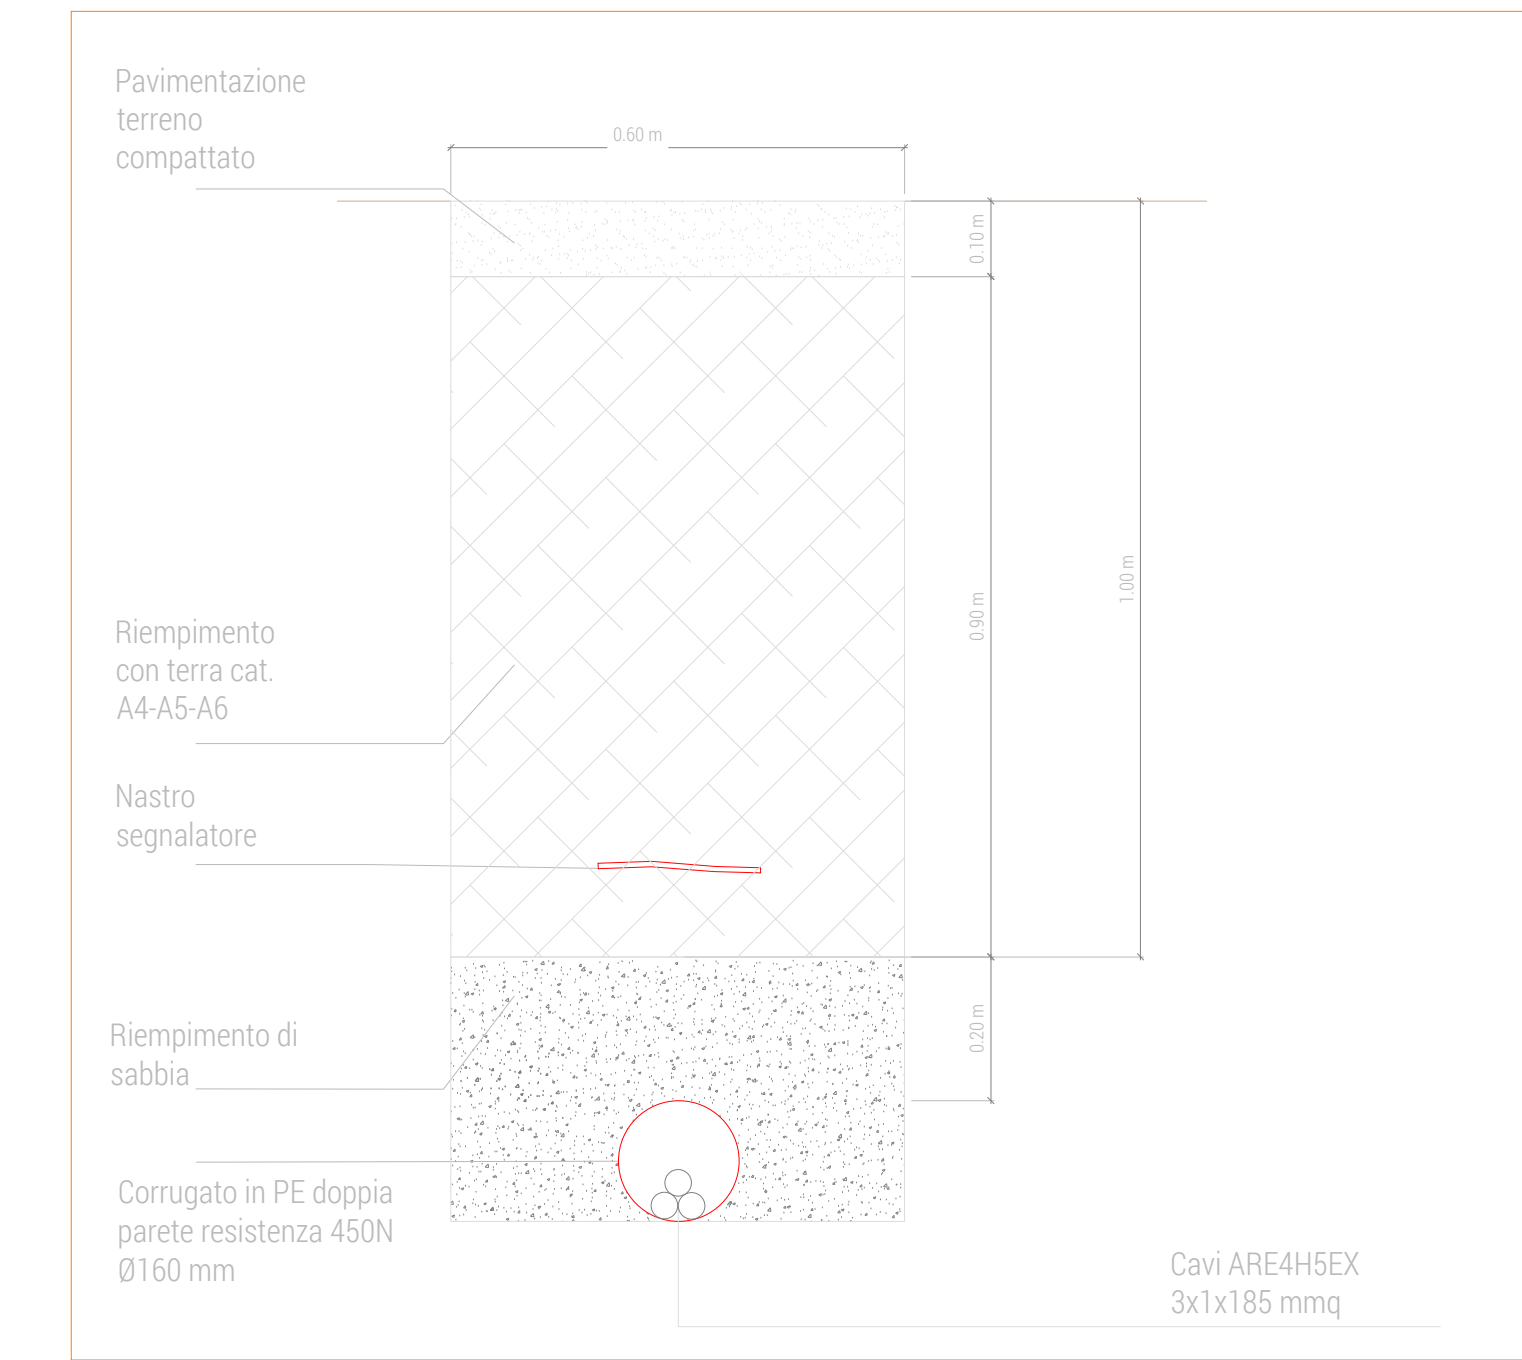 Pavimentazione
terreno
compattato
0.60 m
0.10 m
0.90 m
1.00 m
Riempimento
con terra cat.
A4-A5-A6
Nastro
segnalatore
Riempimento di
sabbia
0.20 m
Corrugato in PE doppia
parete resistenza 450N
Ø160 mm
Cavi ARE4H5EX
3x1x185 mmq